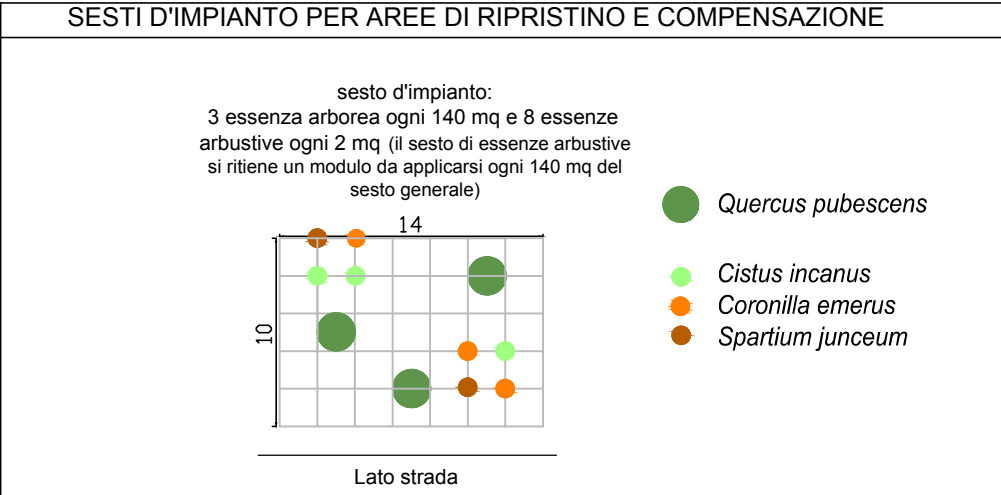 SESTI D'IMPIANTO PER AREE DI RIPRISTINO E COMPENSAZIONE
sesto d'impianto:
3 essenza arborea ogni 140 mq e 8 essenze
arbustive ogni 2 mq (il sesto di essenze arbustive
si ritiene un modulo da applicarsi ogni 140 mq del
sesto generale)
14
10
Lato strada
Quercus pubescens
Cistus incanus
Coronilla emerus
Spartium junceum